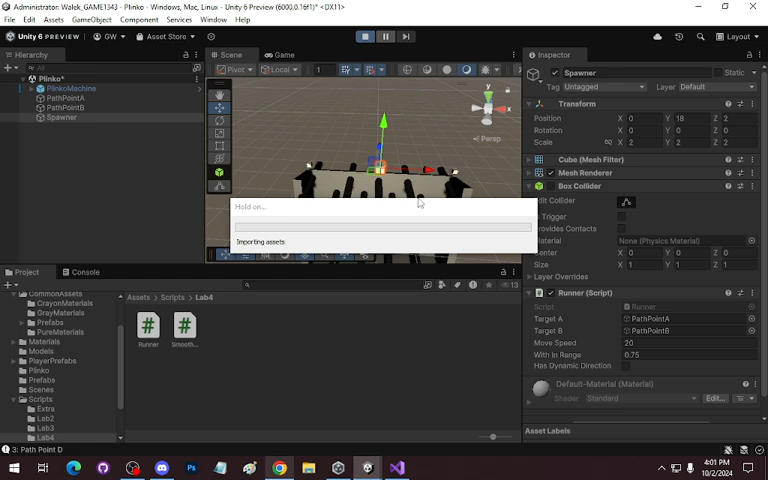 Administrator: Walek_GAME1343 - Plinko - Windows, Mac, Linux - Unity 6 Preview (6000.0.16f1)* <DX11>
File Edit Assets GameObject Component Services Window Help
Unity 6 PREVIEW GW Asset Store Layout
Hierarchy Scene Game Inspector
All Pivot Local 1
Plinko*
PlinkoMachine
PathPointA
PathPointB
Spawner
y
x
Persp
Spawner Static
Tag Untagged Layer Default
Transform
Position X 0 Y 18 Z 2
Rotation X 0 Y 0 Z 0
Scale X 2 Y 2 Z 2
Cube (Mesh Filter)
Mesh Renderer
Box Collider
Edit Collider
Is Trigger
Provides Contacts
Material None (Physics Material)
Center X 0 Y 0 Z 0
Size X 1 Y 1 Z 1
Layer Overrides
Runner (Script)
Script Runner
Target A PathPointA
Target B PathPointB
Move Speed 20
With In Range 0.75
Has Dynamic Direction
Default-Material (Material)
Shader Standard Edit...
Asset Labels
Hold on...
Importing assets
Project Console
13
CommonAssets
CrayonMaterials
GrayMaterials
Prefabs
PureMaterials
Materials
Models
PlayerPrefabs
Plinko
Prefabs
Scenes
Scripts
Extra
Lab2
Lab3
Lab4
Assets > Scripts > Lab4
Runner Smooth...
3: Path Point D
4:01 PM
10/2/2024